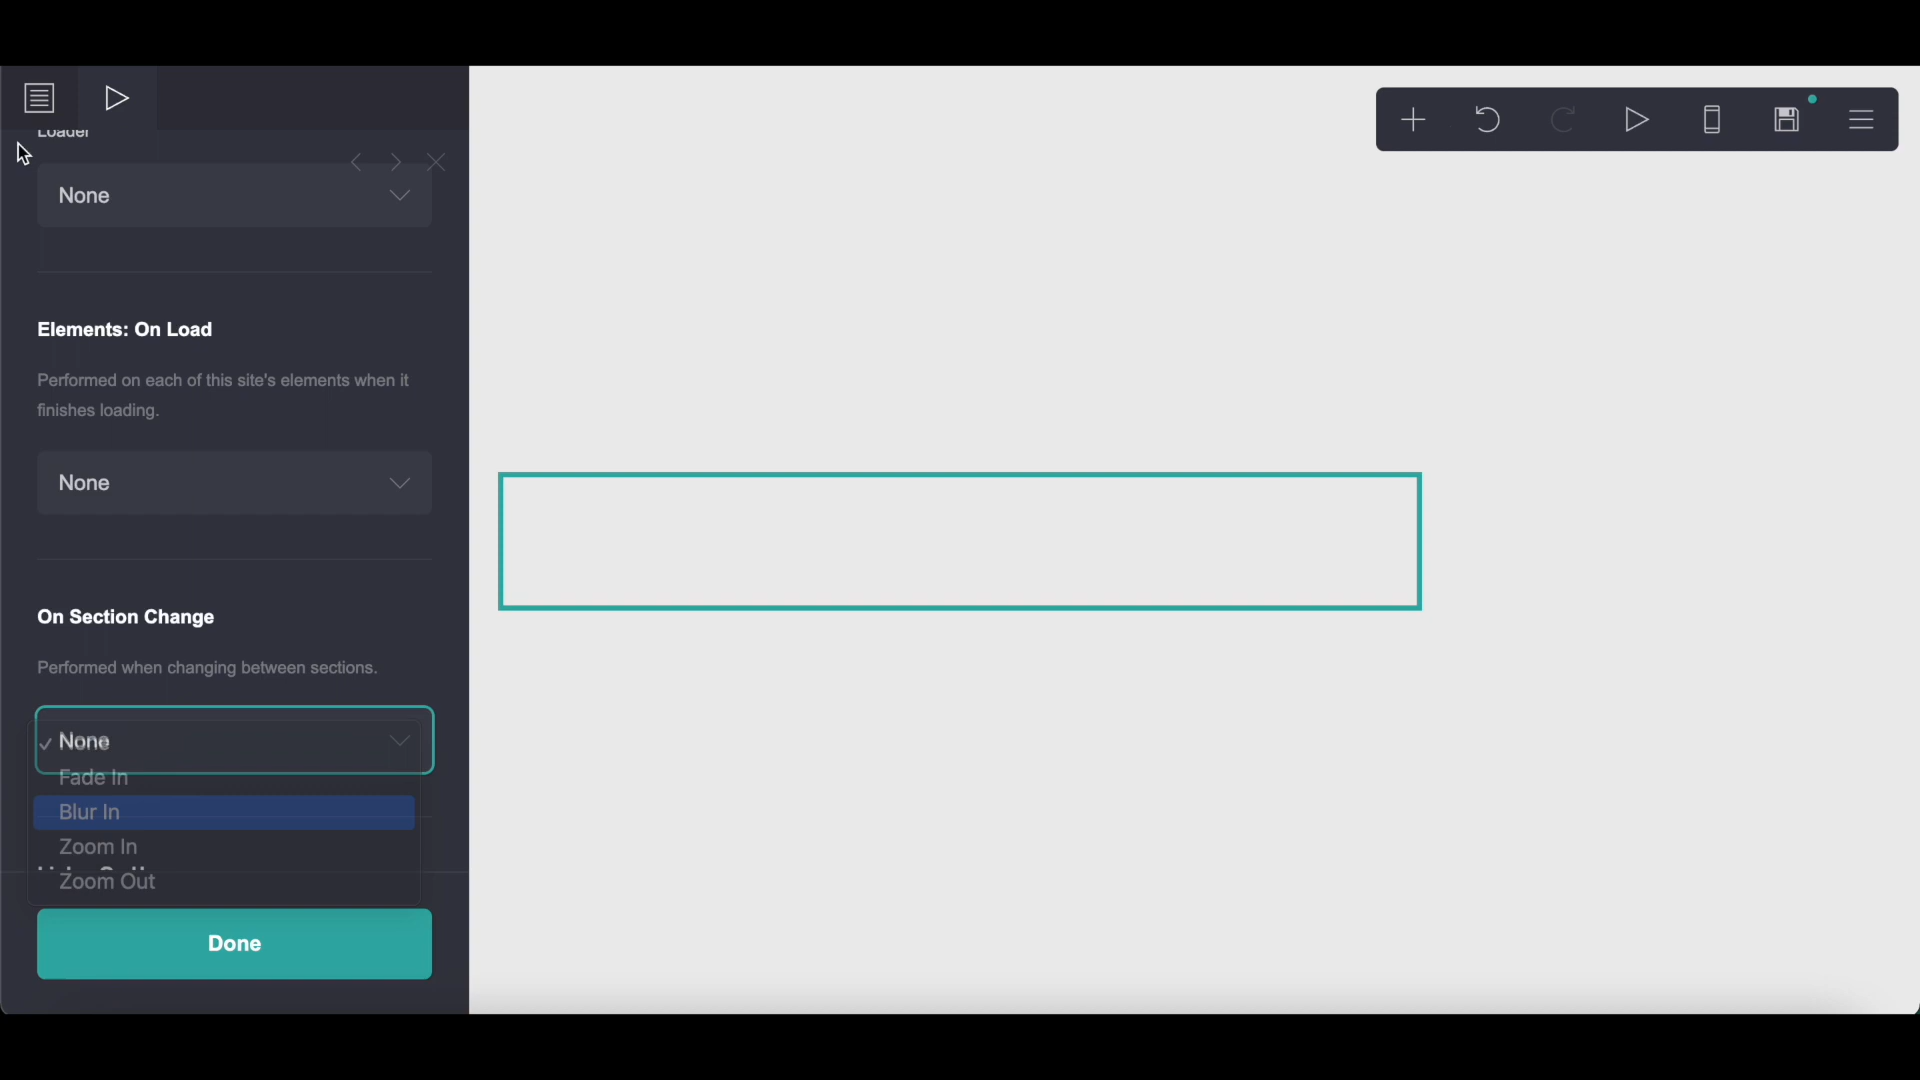 Loader
None
Elements: On Load
Performed on each of this site's elements when it
finishes loading.
None
On Section Change
Performed when changing between sections.
None
Fade In
Blur In
Zoom In
Zoom Out
Done